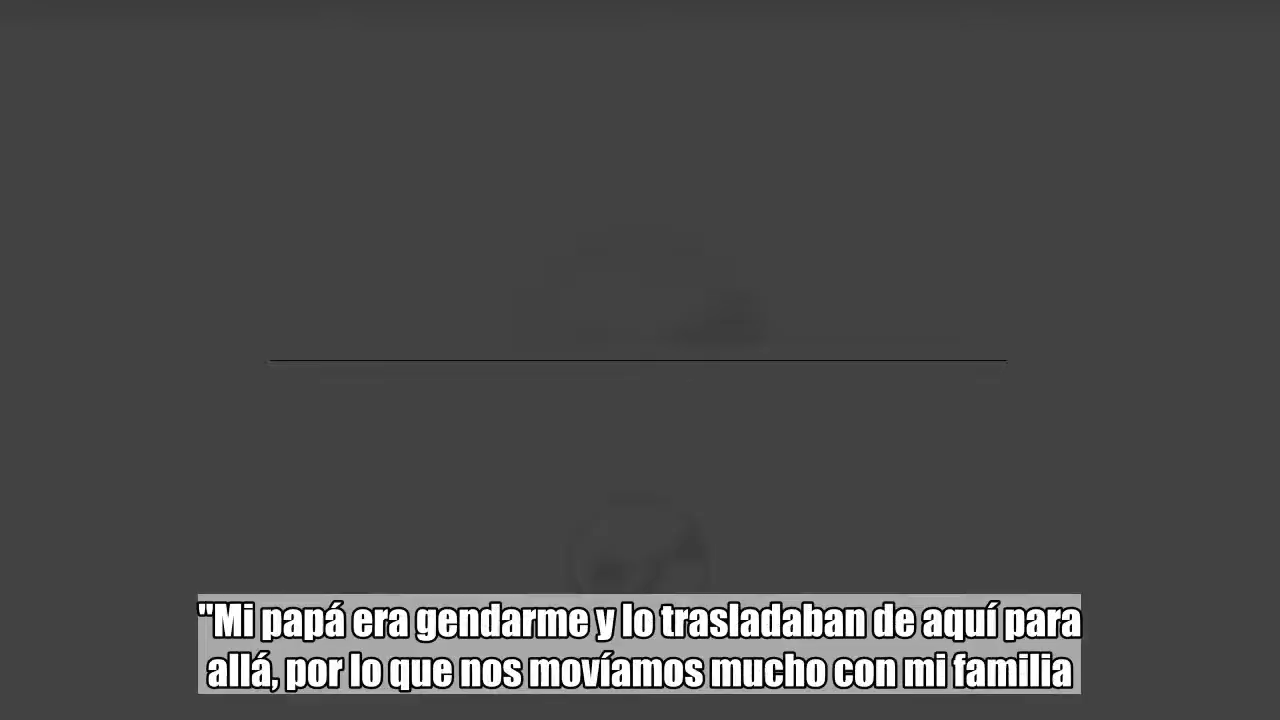 "Mi papá era gendarme y lo trasladaban de aquí para
allá, por lo que nos movíamos mucho con mi familia